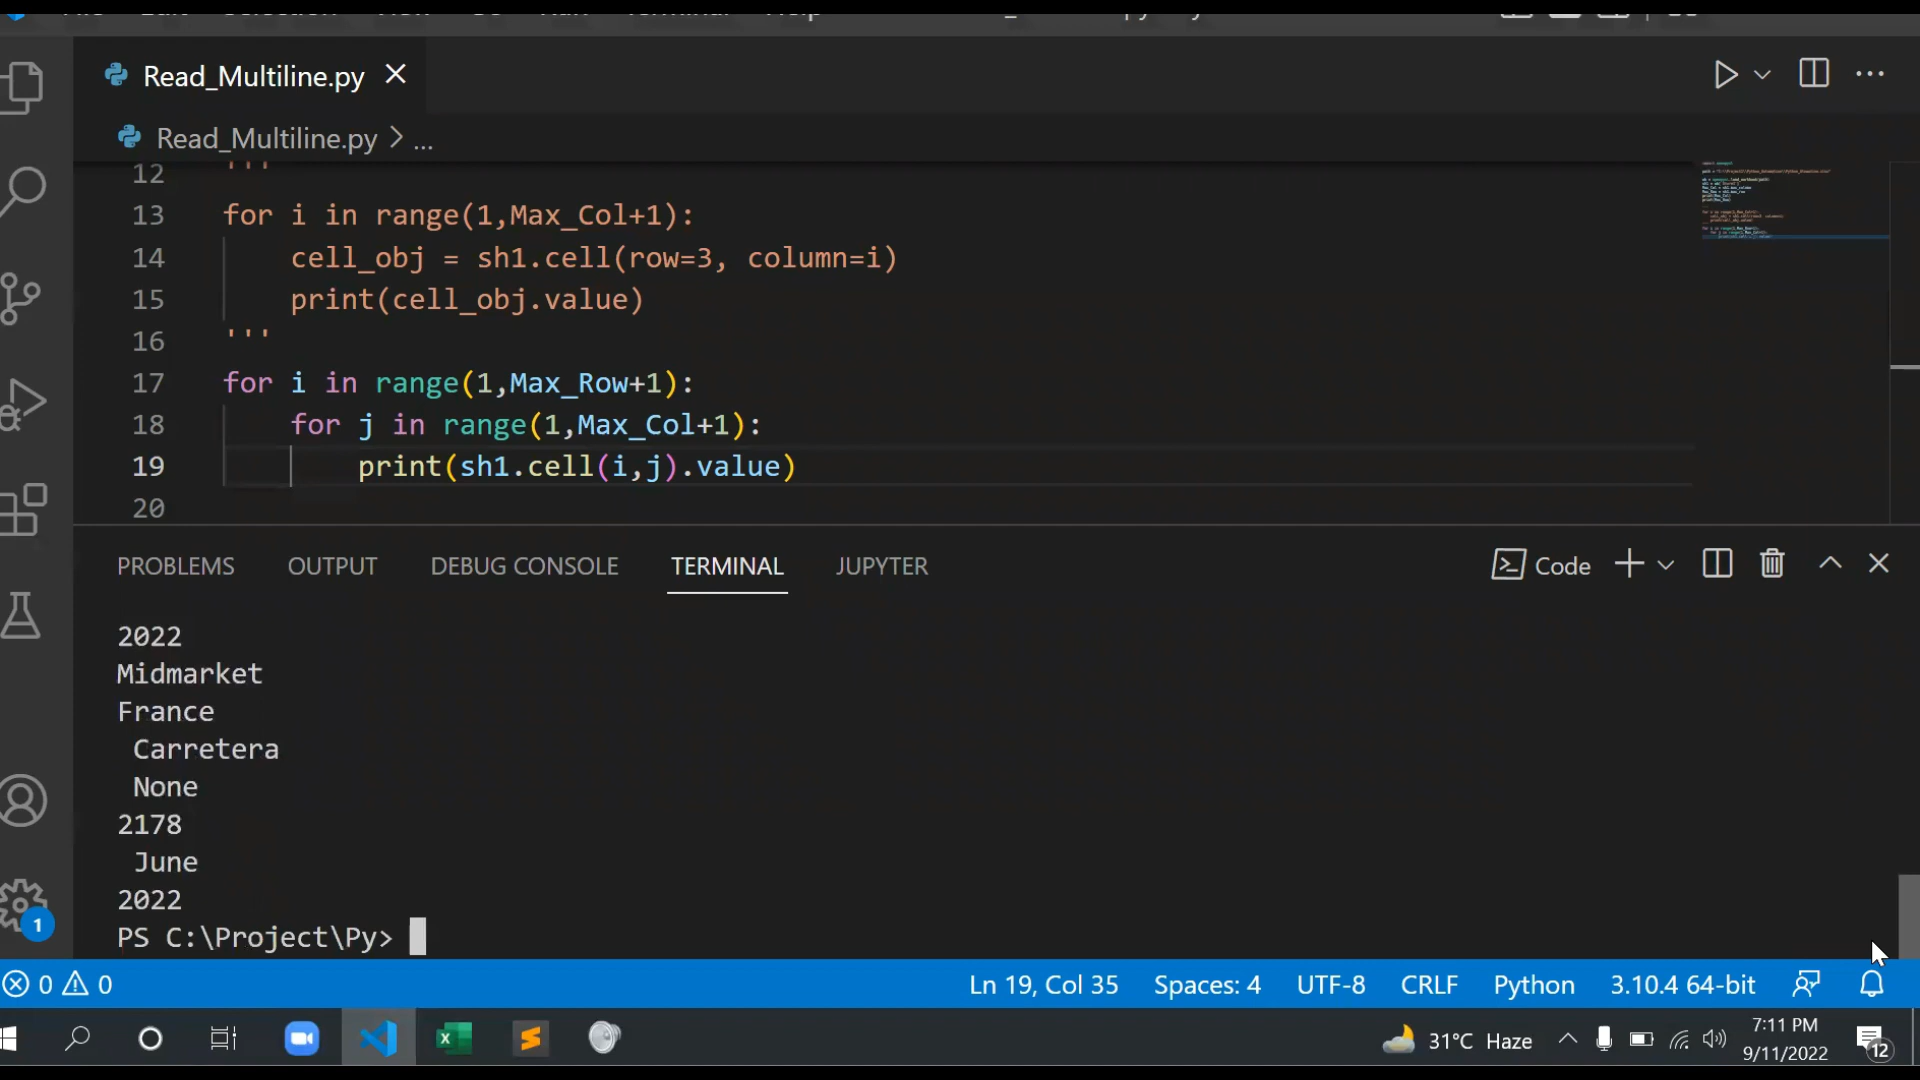 Read_Multiline.py
Read_Multiline.py > ...
12 '''
13 for i in range(1,Max_Col+1):
14 cell_obj = sh1.cell(row=3, column=i)
15 print(cell_obj.value)
16 '''
17 for i in range(1,Max_Row+1):
18 for j in range(1,Max_Col+1):
19 print(sh1.cell(i,j).value)
20
PROBLEMS OUTPUT DEBUG CONSOLE TERMINAL JUPYTER Code
2022
Midmarket
France
Carretera
None
2178
June
2022
PS C:\Project\Py>
1
0 0 Ln 19, Col 35 Spaces: 4 UTF-8 CRLF Python 3.10.4 64-bit
31°C Haze 7:11 PM
9/11/2022
12